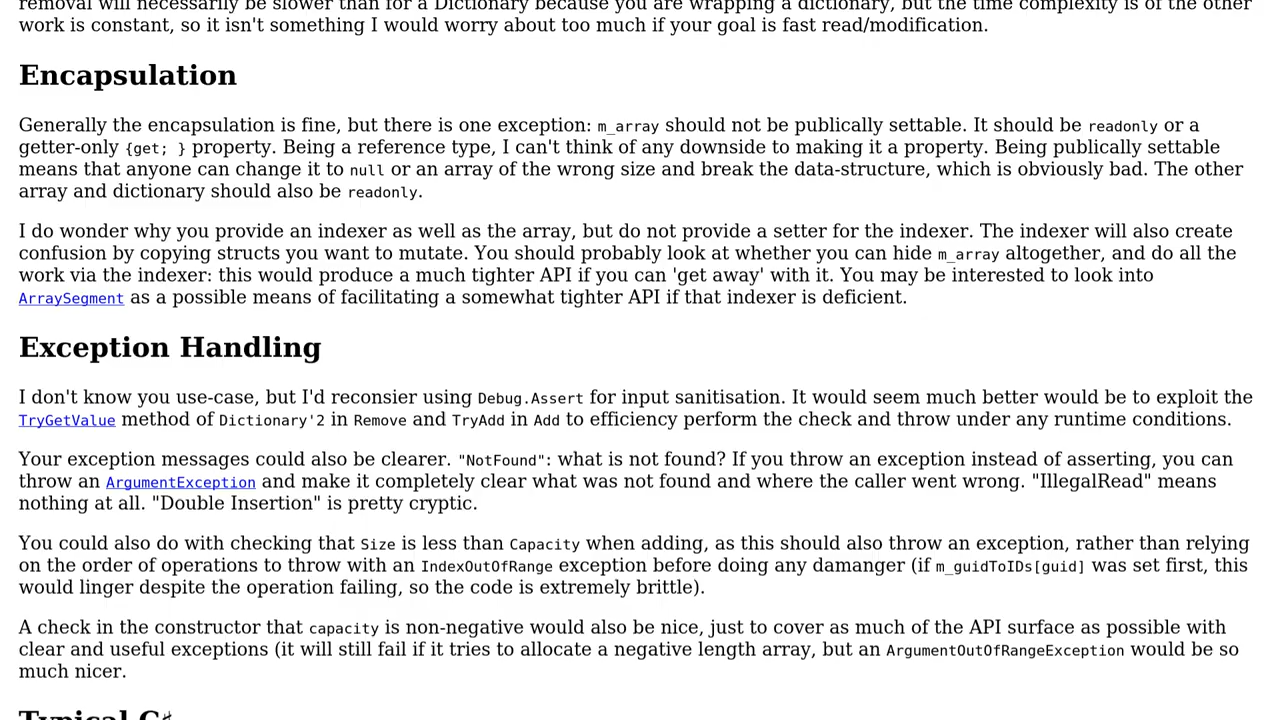 removal will necessarily be slower than for a Dictionary because you are wrapping a dictionary, but the time complexity is of the other
work is constant, so it isn't something I would worry about too much if your goal is fast read/modification.
Encapsulation
Generally the encapsulation is fine, but there is one exception: m_array should not be publically settable. It should be readonly or a
getter-only {get; } property. Being a reference type, I can't think of any downside to making it a property. Being publically settable
means that anyone can change it to null or an array of the wrong size and break the data-structure, which is obviously bad. The other
array and dictionary should also be readonly.
I do wonder why you provide an indexer as well as the array, but do not provide a setter for the indexer. The indexer will also create
confusion by copying structs you want to mutate. You should probably look at whether you can hide m_array altogether, and do all the
work via the indexer: this would produce a much tighter API if you can 'get away' with it. You may be interested to look into
ArraySegment as a possible means of facilitating a somewhat tighter API if that indexer is deficient.
Exception Handling
I don't know you use-case, but I'd reconsier using Debug.Assert for input sanitisation. It would seem much better would be to exploit the
TryGetValue method of Dictionary'2 in Remove and TryAdd in Add to efficiency perform the check and throw under any runtime conditions.
Your exception messages could also be clearer. "NotFound": what is not found? If you throw an exception instead of asserting, you can
throw an ArgumentException and make it completely clear what was not found and where the caller went wrong. "IllegalRead" means
nothing at all. "Double Insertion" is pretty cryptic.
You could also do with checking that Size is less than Capacity when adding, as this should also throw an exception, rather than relying
on the order of operations to throw with an IndexOutOfRange exception before doing any damanger (if m_guidToIDs[guid] was set first, this
would linger despite the operation failing, so the code is extremely brittle).
A check in the constructor that capacity is non-negative would also be nice, just to cover as much of the API surface as possible with
clear and useful exceptions (it will still fail if it tries to allocate a negative length array, but an ArgumentOutOfRangeException would be so
much nicer.
Typical C♯